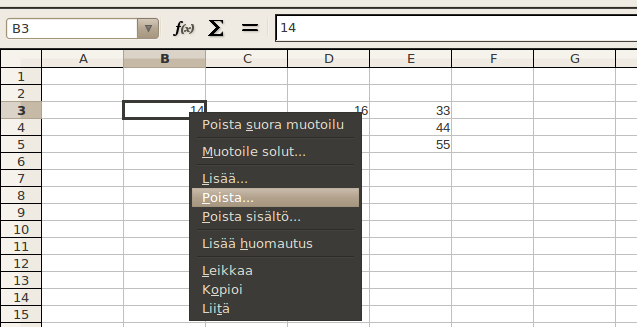 B3 f(x) Σ = 14
A B C D E F G
1
2
3 14 16 33
4 44
5 55
6
7
8
9
10
11
12
13
14
15
Poista suora muotoilu
Muotoile solut...
Lisää...
Poista...
Poista sisältö...
Lisää huomautus
Leikkaa
Kopioi
Liitä